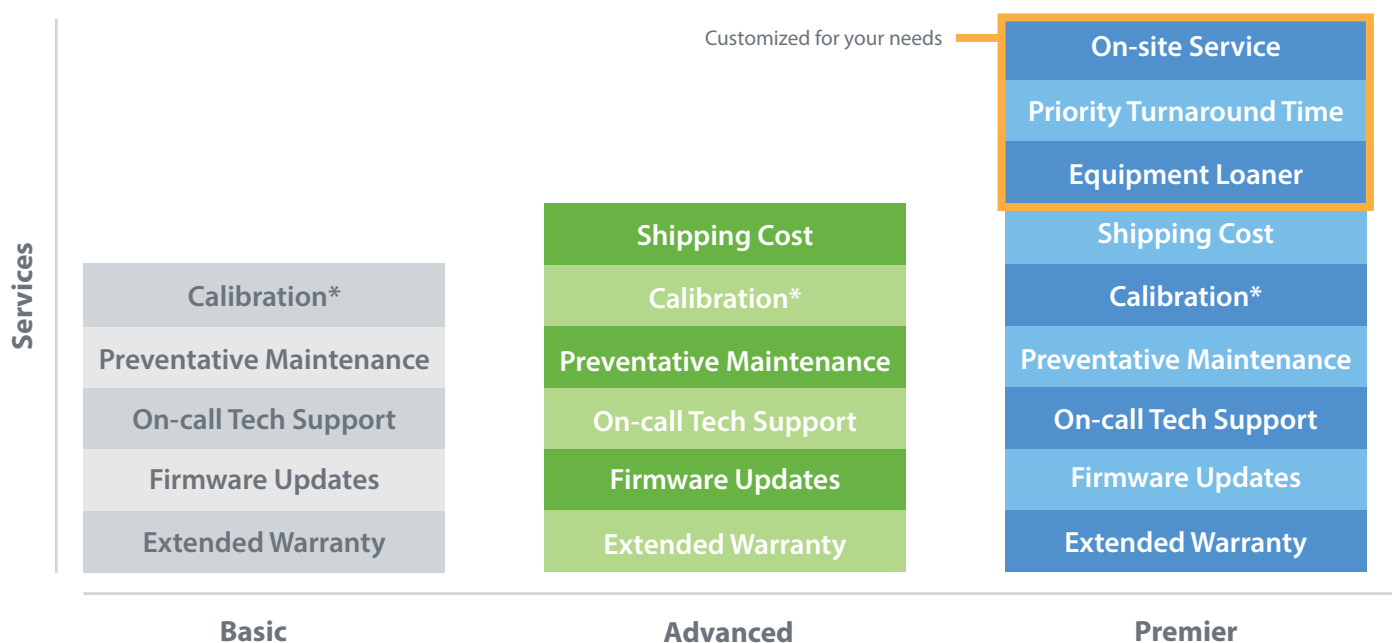 Customized for your needs
On-site Service
Priority Turnaround Time
Equipment Loaner
Services
Calibration*
Preventative Maintenance
On-call Tech Support
Firmware Updates
Extended Warranty
Basic
Shipping Cost
Calibration*
Preventative Maintenance
On-call Tech Support
Firmware Updates
Extended Warranty
Advanced
Shipping Cost
Calibration*
Preventative Maintenance
On-call Tech Support
Firmware Updates
Extended Warranty
Premier